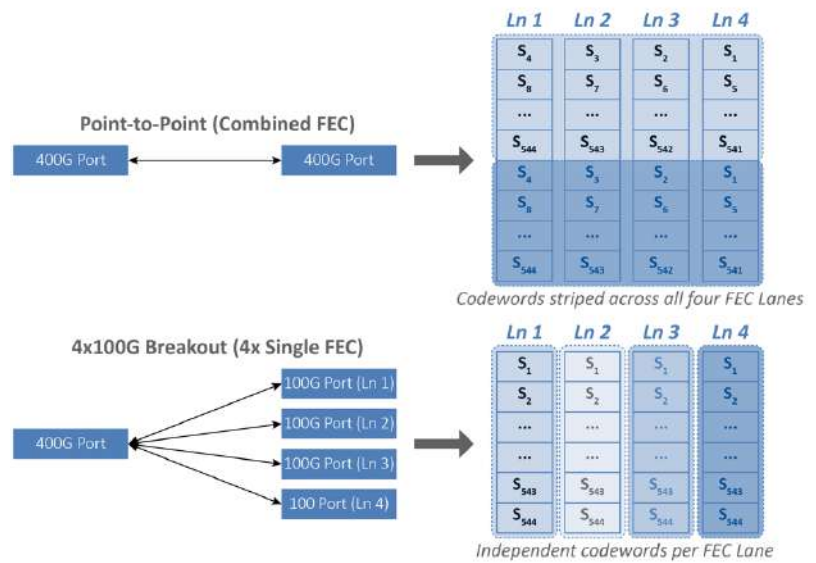 Ln 1 Ln 2 Ln 3 Ln 4
S4 S3 S2 S1
S8 S7 S6 S5
... ... ... ...
S544 S543 S542 S541
S4 S3 S2 S1
S8 S7 S6 S5
... ... ... ...
S544 S543 S542 S541
Codewords striped across all four FEC Lanes
Point-to-Point (Combined FEC)
400G Port 400G Port
4x100G Breakout (4x Single FEC)
400G Port
100G Port (Ln 1)
100G Port (Ln 2)
100G Port (Ln 3)
100 Port (Ln 4)
Ln 1 Ln 2 Ln 3 Ln 4
S1 S1 S1 S1
S2 S2 S2 S2
... ... ... ...
... ... ... ...
S543 S543 S543 S543
S544 S544 S544 S544
Independent codewords per FEC Lane